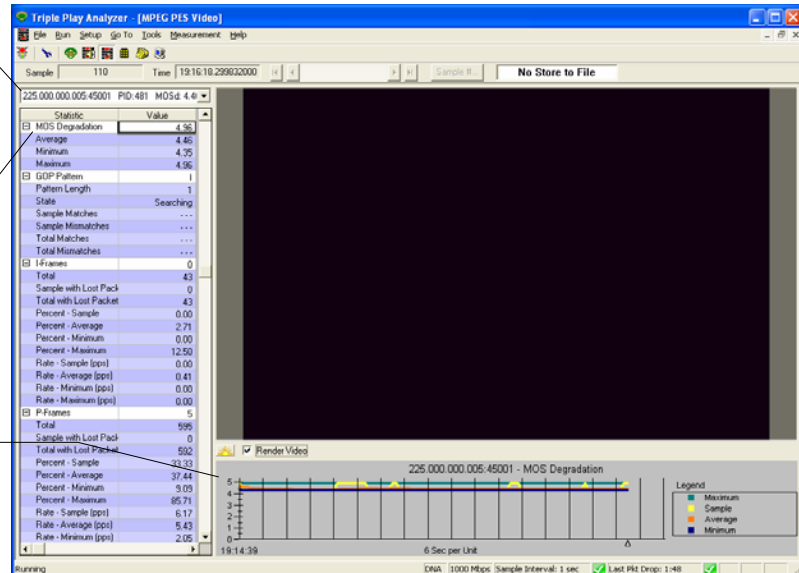 Triple Play Analyzer - [MPEG PES Video]
File Run Setup Go To Tools Measurement Help
Sample 110 Time 19:16:18.299832000 Sample #... No Store to File
225.000.000.005:45001 PID:481 MOSd: 4.4
Statistic Value
MOS Degradation 4.96
Average 4.46
Minimum 4.35
Maximum 4.96
GOP Pattern I
Pattern Length 1
State Searching
Sample Matches ---
Sample Mismatches ---
Total Matches ---
Total Mismatches ---
I-Frames 0
Total 43
Sample with Lost Pack 0
Total with Lost Packet 43
Percent - Sample 0.00
Percent - Average 2.71
Percent - Minimum 0.00
Percent - Maximum 12.50
Rate - Sample (pps) 0.00
Rate - Average (pps) 0.41
Rate - Minimum (pps) 0.00
Rate - Maximum (pps) 0.00
P-Frames 5
Total 595
Sample with Lost Pack 0
Total with Lost Packet 592
Percent - Sample 33.33
Percent - Average 37.44
Percent - Minimum 9.09
Percent - Maximum 85.71
Rate - Sample (pps) 6.17
Rate - Average (pps) 5.43
Rate - Minimum (pps) 2.05
Render Video
225.000.000.005:45001 - MOS Degradation
5
4
3
2
1
0
19:14:39
6 Sec per Unit
Legend
Maximum
Sample
Average
Minimum
Running DNA 1000 Mbps Sample Interval: 1 sec Last Pkt Drop: 1:48